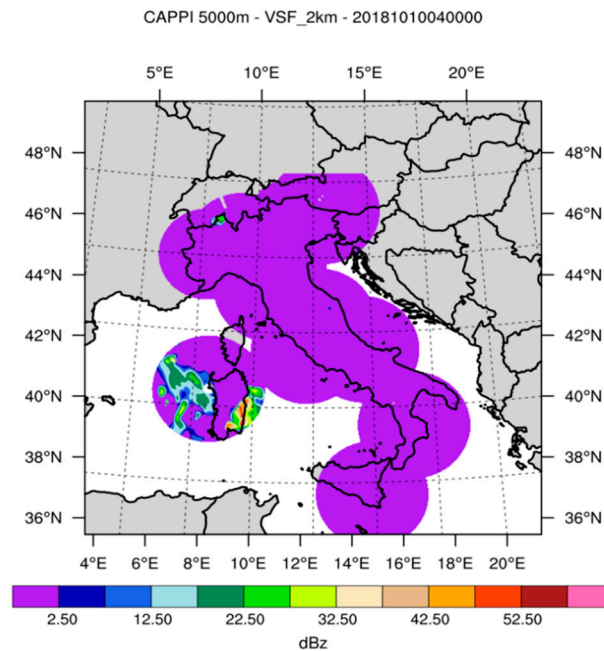 CAPPI 5000m - VSF_2km - 20181010040000
5°E 10°E 15°E 20°E
48°N 48°N
46°N 46°N
44°N 44°N
42°N 42°N
40°N 40°N
38°N 38°N
36°N 36°N
4°E 6°E 8°E 10°E 12°E 14°E 16°E 18°E 20°E
2.50 12.50 22.50 32.50 42.50 52.50
dBz